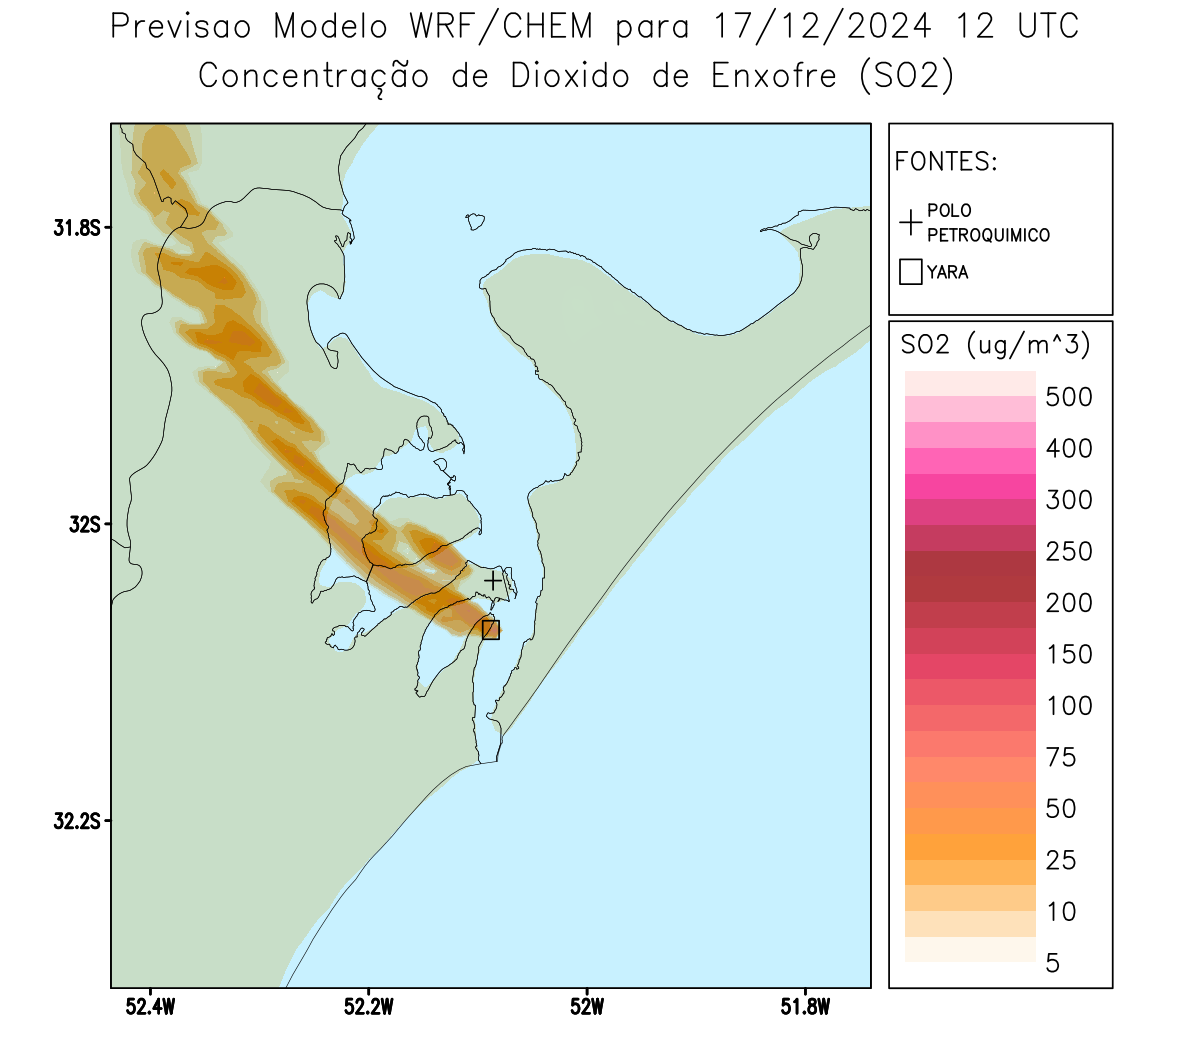 Previsao Modelo WRF/CHEM para 17/12/2024 12 UTC
Concentração de Dioxido de Enxofre (SO2)
FONTES:
POLO
PETROQUIMICO
YARA
31.8S
32S
32.2S
52.4W
52.2W
52W
51.8W
SO2 (ug/m^3)
500
400
300
250
200
150
100
75
50
25
10
5